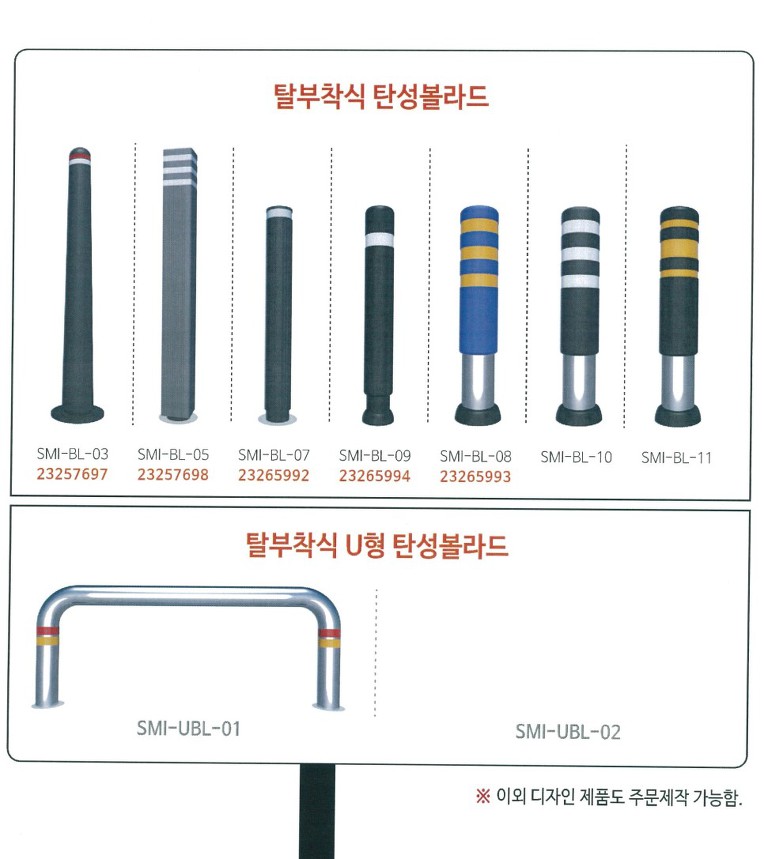 탈부착식 탄성볼라드
SMI-BL-03 SMI-BL-05 SMI-BL-07 SMI-BL-09 SMI-BL-08 SMI-BL-10 SMI-BL-11
23257697 23257698 23265992 23265994 23265993
탈부착식 U형 탄성볼라드
SMI-UBL-01 SMI-UBL-02
※ 이외 디자인 제품도 주문제작 가능함.